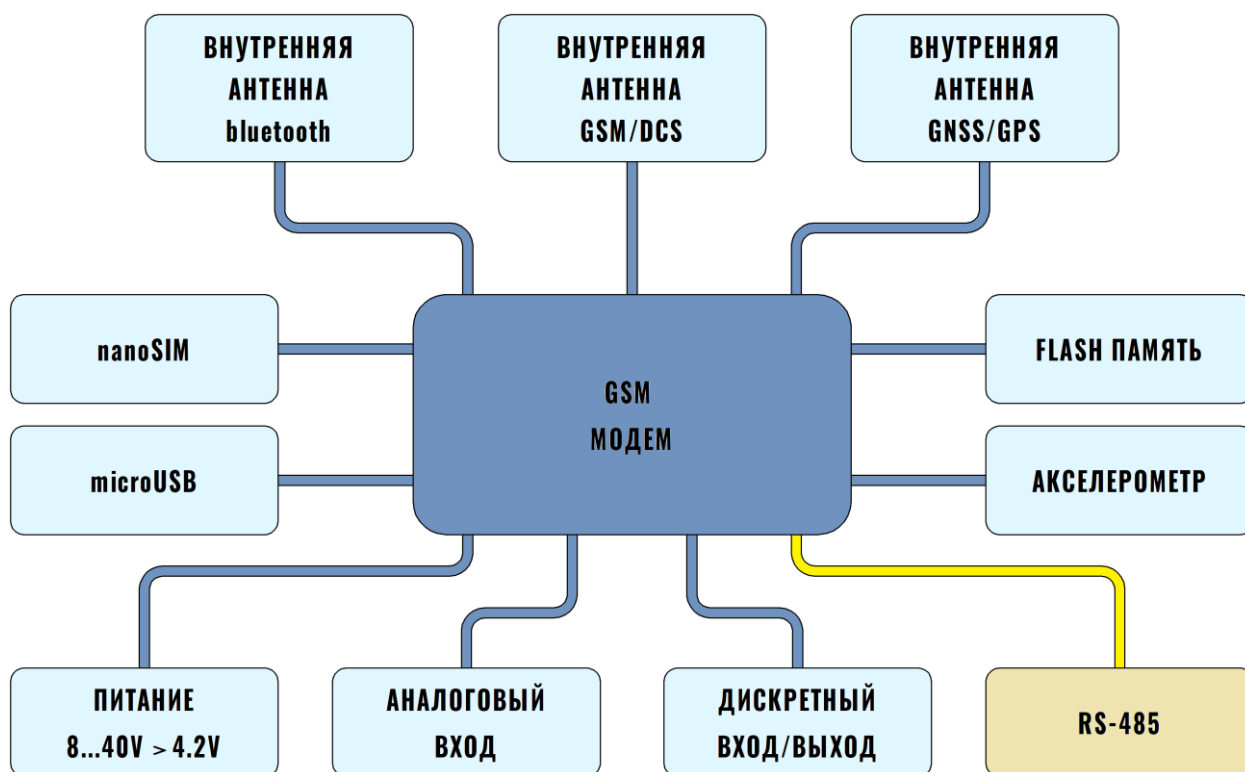 ВНУТРЕННЯЯ
АНТЕННА
bluetooth
ВНУТРЕННЯЯ
АНТЕННА
GSM/DCS
ВНУТРЕННЯЯ
АНТЕННА
GNSS/GPS
nanoSIM
GSM
МОДЕМ
FLASH ПАМЯТЬ
microUSB
АКСЕЛЕРОМЕТР
ПИТАНИЕ
8...40V > 4.2V
АНАЛОГОВЫЙ
ВХОД
ДИСКРЕТНЫЙ
ВХОД/ВЫХОД
RS-485